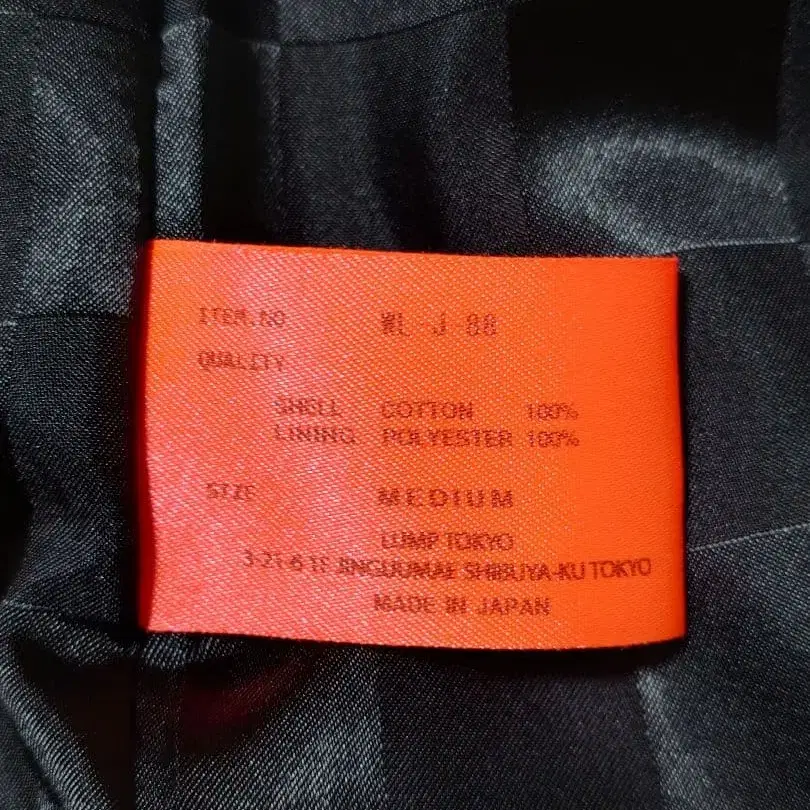 ITEM.NO WL-J-88
QUALITY
SHELL COTTON 100%
LINING POLYESTER 100%
SIZE MEDIUM
LUMP TOKYO
3-21-6 1F JINGUUMAE SHIBUYA-KU TOKYO
MADE IN JAPAN